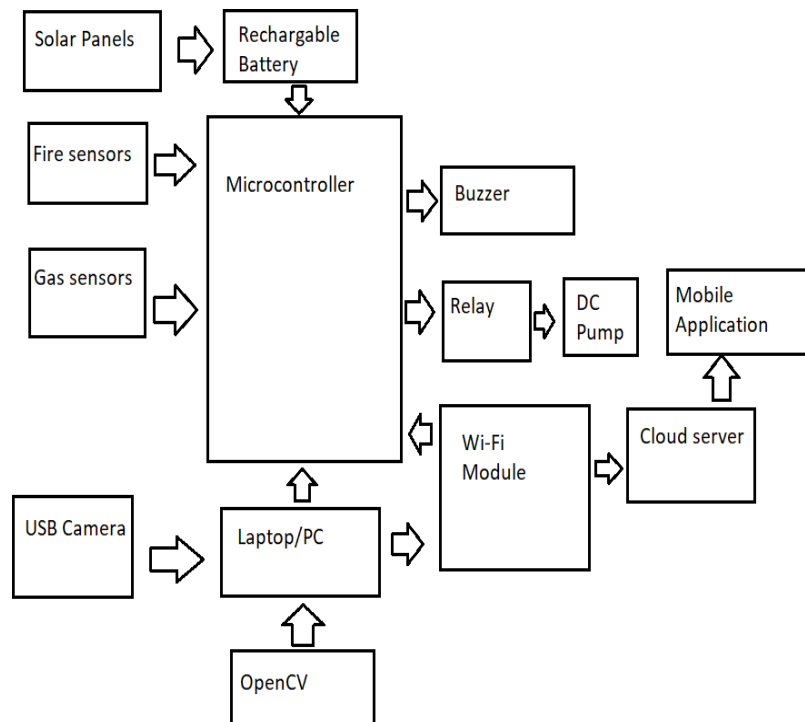 Solar Panels
Rechargable
Battery
Fire sensors
Microcontroller
Buzzer
Gas sensors
Relay
DC
Pump
Mobile
Application
Wi-Fi
Module
Cloud server
USB Camera
Laptop/PC
OpenCV